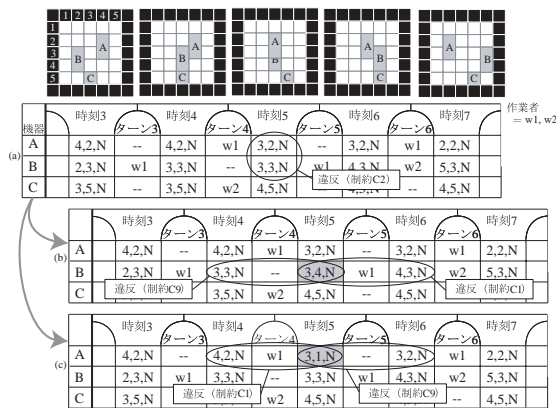 1 2 3 4 5
1
2
3
4
5
A
B
C
A
B
C
A
B
C
A
B
C
A
B
C
作業者
= w1, w2
機器 時刻3 ターン3 時刻4 ターン4 時刻5 ターン5 時刻6 ターン6 時刻7
(a)
A 4,2,N -- 4,2,N w1 3,2,N -- 3,2,N w1 2,2,N
B 2,3,N w1 3,3,N -- 3,3,N w1 4,3,N w2 5,3,N
C 3,5,N -- 3,5,N w2 4,5,N -- 4,5,N -- 4,5,N
違反(制約C2)
時刻3 ターン3 時刻4 ターン4 時刻5 ターン5 時刻6 ターン6 時刻7
(b)
A 4,2,N -- 4,2,N w1 3,2,N -- 3,2,N w1 2,2,N
B 2,3,N w1 3,3,N -- 3,4,N w1 4,3,N w2 5,3,N
C 3,5,N w2 4,5,N -- 4,5,N
違反(制約C9)
違反(制約C1)
時刻3 ターン3 時刻4 ターン4 時刻5 ターン5 時刻6 ターン6 時刻7
(c)
A 4,2,N -- 4,2,N w1 3,1,N -- 3,2,N w1 2,2,N
B 2,3,N w1 3,3,N -- 3,3,N w1 4,3,N w2 5,3,N
C 3,5,N 3,5,N w2 4,5,N 4,5,N -- 4,5,N
違反(制約C1)
違反(制約C9)